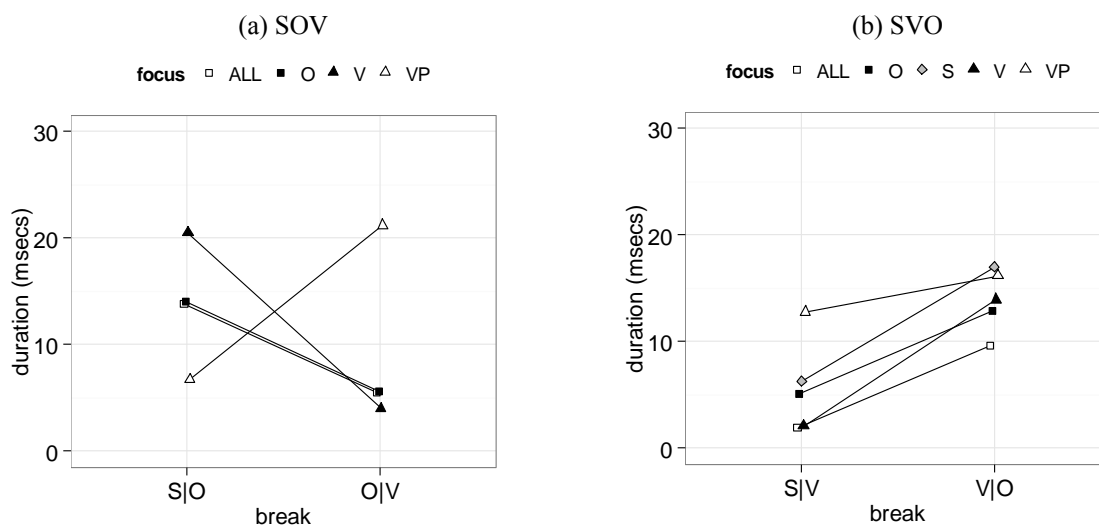 (a) SOV
focus ALL O V VP
30
20
10
0
duration (msecs)
S|O O|V
break
(b) SVO
focus ALL O S V VP
30
20
10
0
duration (msecs)
S|V V|O
break